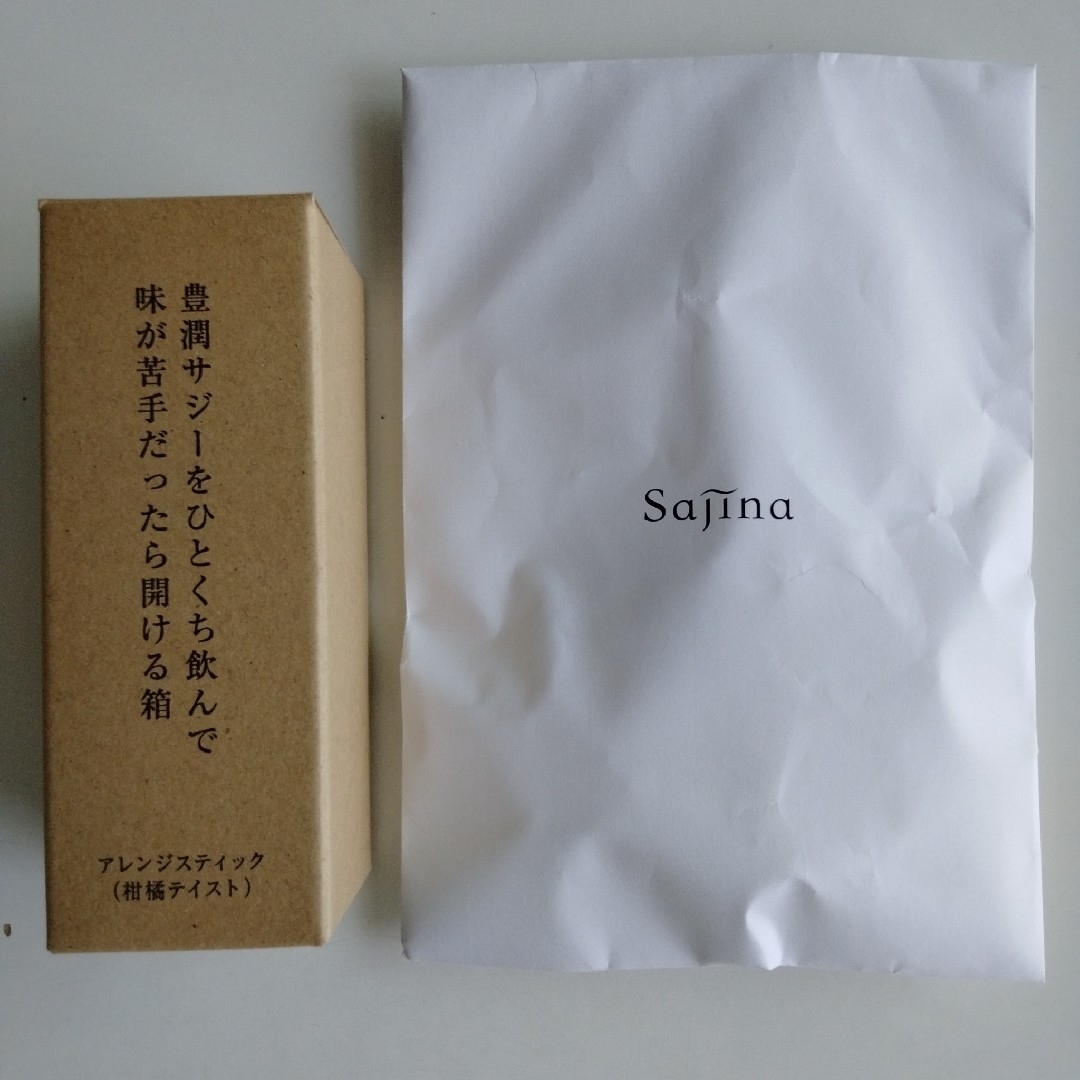 豊潤サジーをひとくち飲んで
味が苦手だったら開ける箱
アレンジスティック
（柑橘テイスト）
Sajina